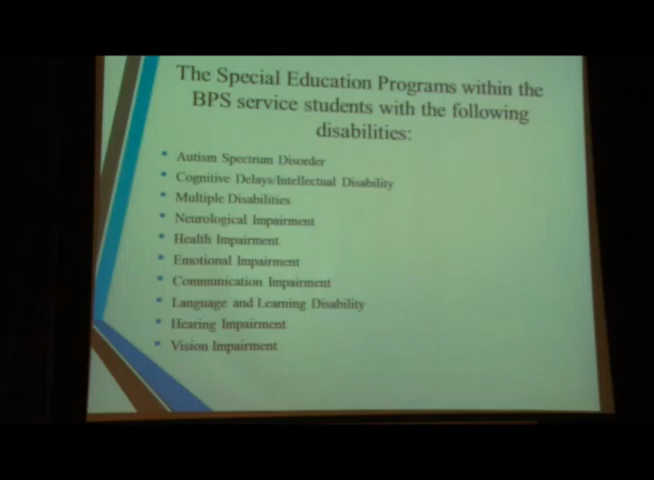 The Special Education Programs within the
BPS service students with the following
disabilities:
Autism Spectrum Disorder
Cognitive Delays/Intellectual Disability
Multiple Disabilities
Neurological Impairment
Health Impairment
Emotional Impairment
Communication Impairment
Language and Learning Disability
Hearing Impairment
Vision Impairment